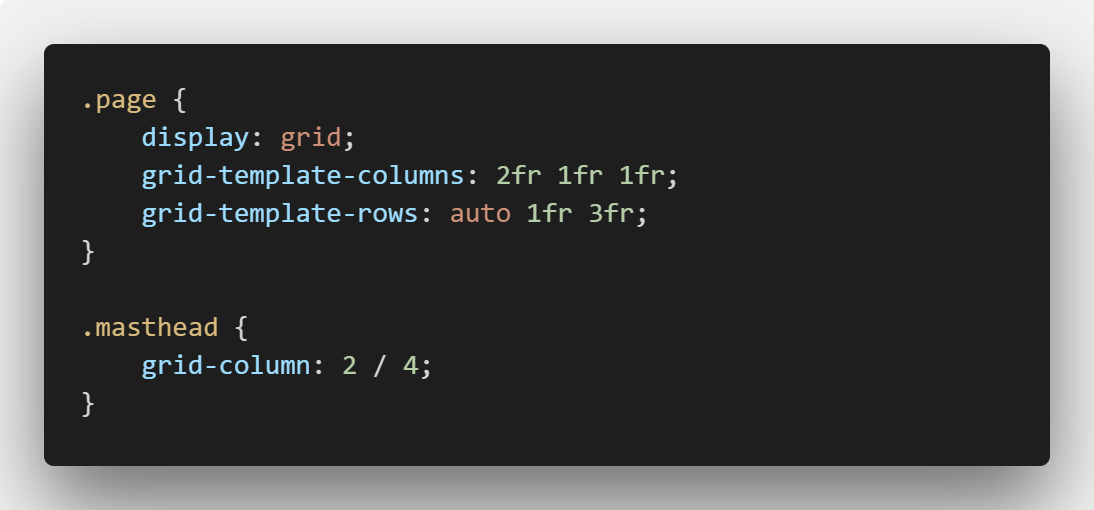 .page {
    display: grid;
    grid-template-columns: 2fr 1fr 1fr;
    grid-template-rows: auto 1fr 3fr;
}

.masthead {
    grid-column: 2 / 4;
}